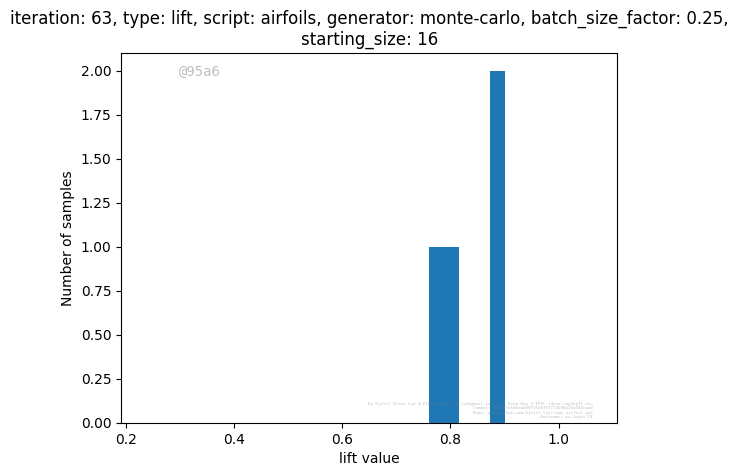 iteration: 63, type: lift, script: airfoils, generator: monte-carlo, batch_size_factor: 0.25,
starting_size: 16
@95a6
2.00
1.75
1.50
1.25
1.00
0.75
0.50
0.25
0.00
Number of samples
0.2
0.4
0.6
0.8
1.0
lift value